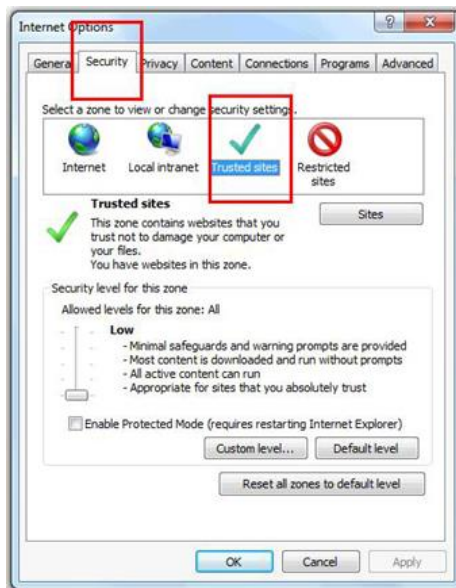 Internet Options
General Security Privacy Content Connections Programs Advanced
Select a zone to view or change security settings.
Internet Local intranet Trusted sites Restricted sites
Trusted sites
Sites
This zone contains websites that you
trust not to damage your computer or
your files.
You have websites in this zone.
Security level for this zone
Allowed levels for this zone: All
Low
- Minimal safeguards and warning prompts are provided
- Most content is downloaded and run without prompts
- All active content can run
- Appropriate for sites that you absolutely trust
Enable Protected Mode (requires restarting Internet Explorer)
Custom level... Default level
Reset all zones to default level
OK Cancel Apply